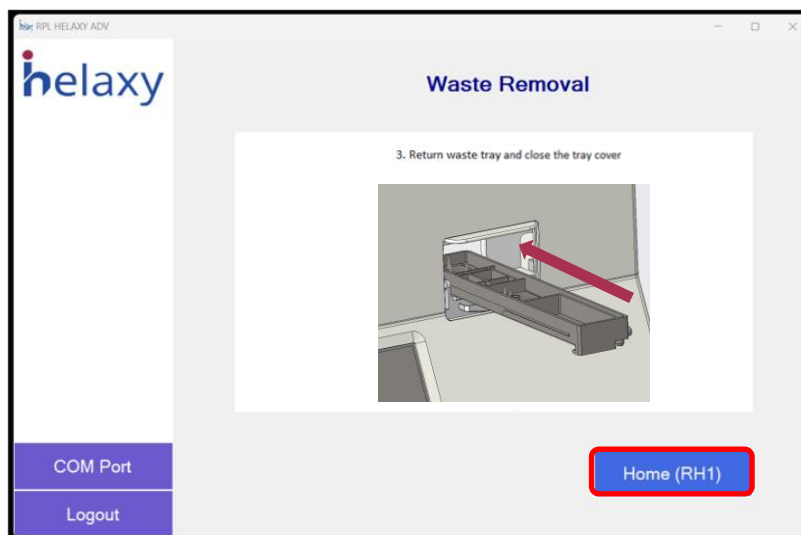 RPL HELAXY ADV
helaxy
Waste Removal
3. Return waste tray and close the tray cover
COM Port
Home (RH1)
Logout